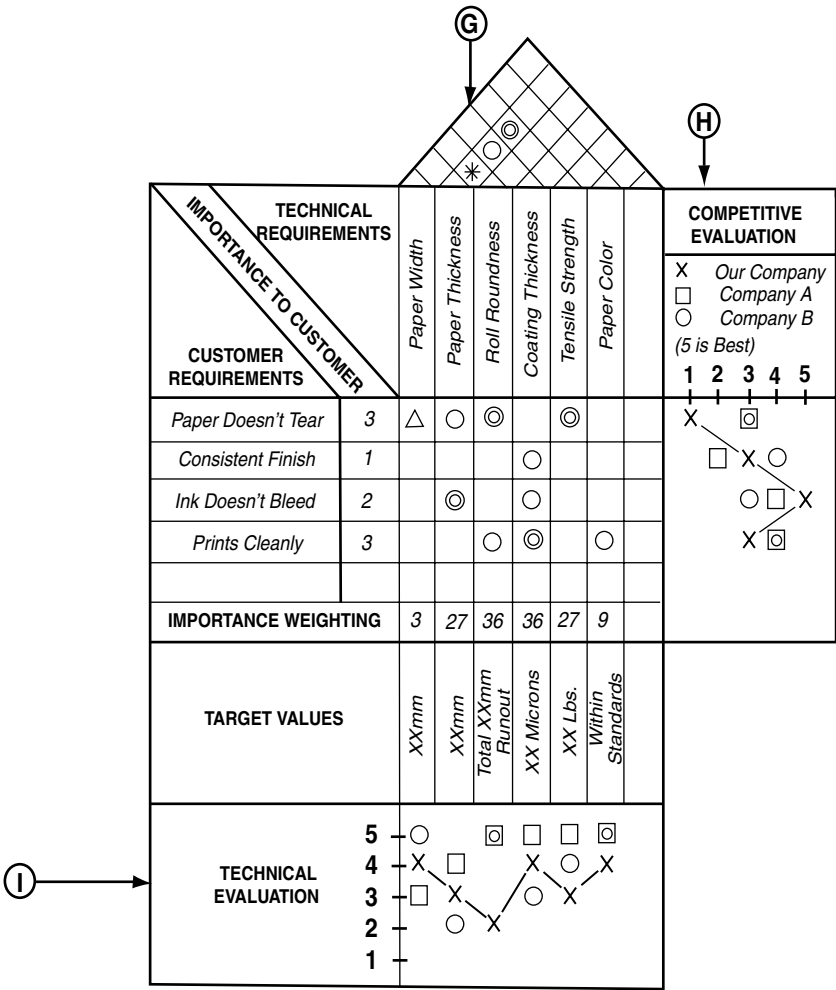 G
H
TECHNICAL
REQUIREMENTS
IMPORTANCE TO CUSTOMER
CUSTOMER
REQUIREMENTS
Paper Width
Paper Thickness
Roll Roundness
Coating Thickness
Tensile Strength
Paper Color
COMPETITIVE
EVALUATION
X Our Company
Company A
Company B
(5 is Best)
1 2 3 4 5
Paper Doesn't Tear 3
Consistent Finish 1
Ink Doesn't Bleed 2
Prints Cleanly 3
IMPORTANCE WEIGHTING 3 27 36 36 27 9
TARGET VALUES
XXmm
XXmm
Total XXmm
Runout
XX Microns
XX Lbs.
Within
Standards
I
TECHNICAL
EVALUATION
5
4
3
2
1